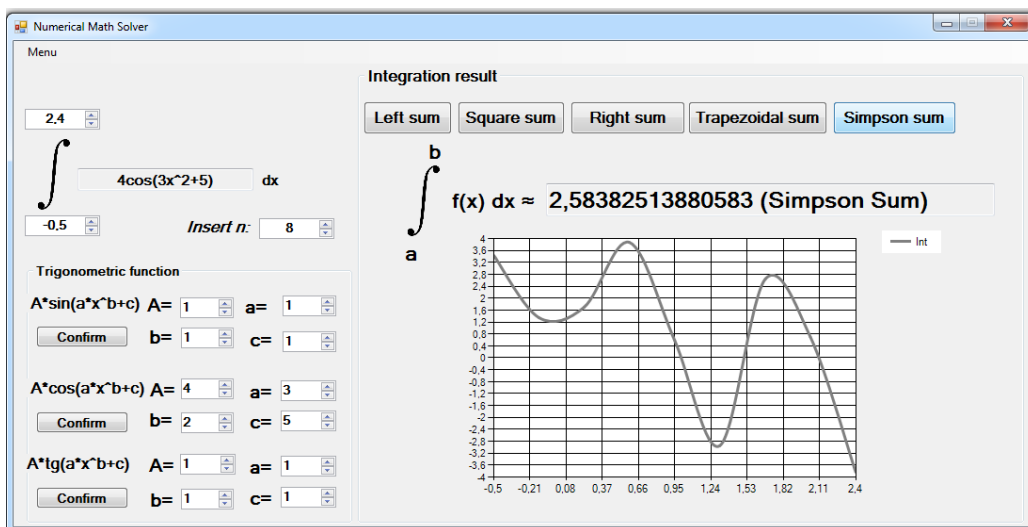 Numerical Math Solver
Menu
2,4
4cos(3x^2+5) dx
-0,5
Insert n: 8
Trigonometric function
A*sin(a*x^b+c) A= 1 a= 1
Confirm b= 1 c= 1
A*cos(a*x^b+c) A= 4 a= 3
Confirm b= 2 c= 5
A*tg(a*x^b+c) A= 1 a= 1
Confirm b= 1 c= 1
Integration result
Left sum Square sum Right sum Trapezoidal sum Simpson sum
b
∫ f(x) dx ≈ 2,58382513880583 (Simpson Sum)
a
Int
4
3,6
3,2
2,8
2,4
2
1,6
1,2
0,8
0,4
0
-0,4
-0,8
-1,2
-1,6
-2
-2,4
-2,8
-3,2
-3,6
-4
-0,5 -0,21 0,08 0,37 0,66 0,95 1,24 1,53 1,82 2,11 2,4